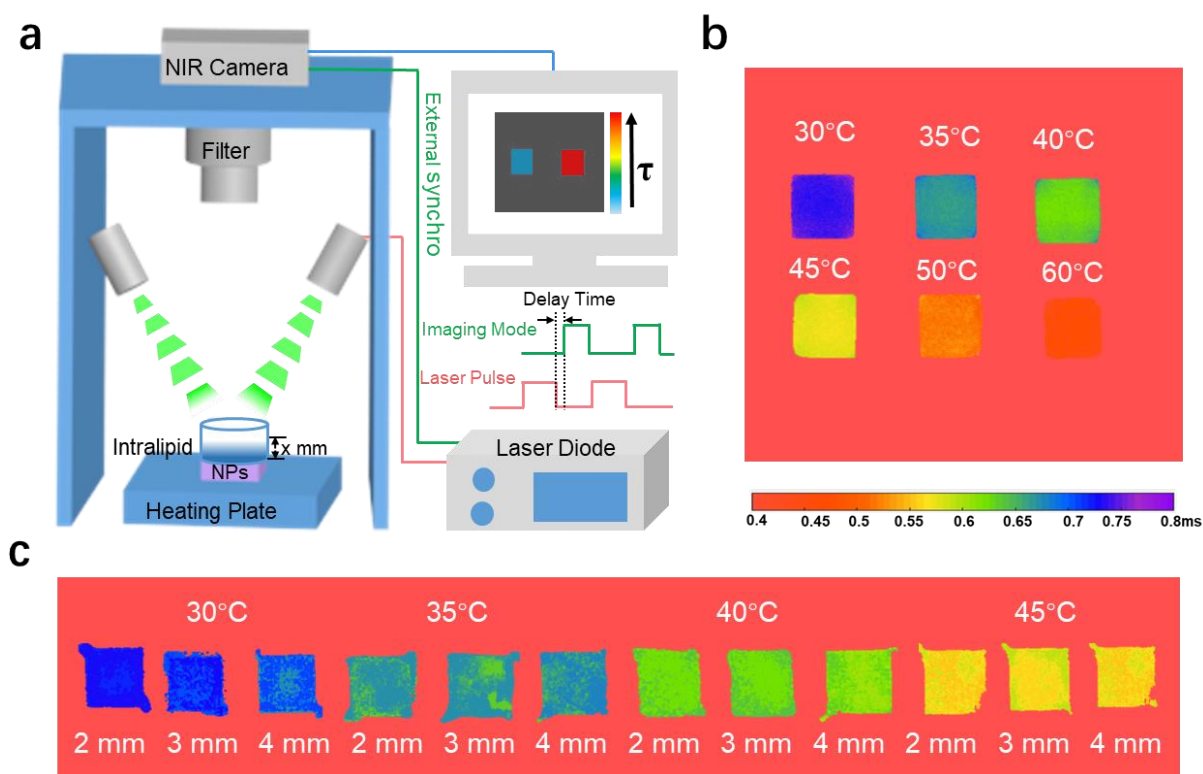 a
NIR Camera
Filter
External synchro
τ
Delay Time
Imaging Mode
Laser Pulse
Intralipid
x mm
NPs
Heating Plate
Laser Diode
b
30°C 35°C 40°C
45°C 50°C 60°C
0.4 0.45 0.5 0.55 0.6 0.65 0.7 0.75 0.8ms
c
30°C 35°C 40°C 45°C
2 mm 3 mm 4 mm 2 mm 3 mm 4 mm 2 mm 3 mm 4 mm 2 mm 3 mm 4 mm